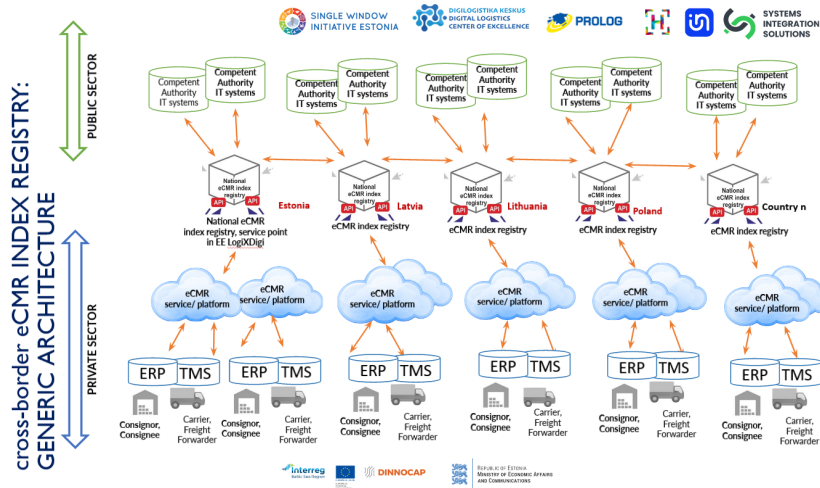 SINGLE WINDOW
INITIATIVE ESTONIA
DIGILOGISTIKA KESKUS
DIGITAL LOGISTICS
CENTER OF EXCELLENCE
PROLOG
SYSTEMS
INTEGRATION
SOLUTIONS
cross-border eCMR INDEX REGISTRY:
GENERIC ARCHITECTURE
PUBLIC SECTOR
PRIVATE SECTOR
Competent
Authority
IT systems
Competent
Authority
IT systems
Competent
Authority
IT systems
Competent
Authority
IT systems
Competent
Authority
IT systems
Competent
Authority
IT systems
Competent
Authority
IT systems
Competent
Authority
IT systems
Competent
Authority
IT systems
Competent
Authority
IT systems
National
eCMR index
registry
API API
Estonia
National eCMR
index registry, service point
in EE LogiXDigi
National
eCMR index
registry
API API
Latvia
eCMR index registry
National
eCMR index
registry
API API
Lithuania
eCMR index registry
National
eCMR index
registry
API API
Poland
eCMR index registry
National
eCMR index
registry
API API
Country n
eCMR index registry
eCMR
service/ platform
eCMR
service/ platform
eCMR
service/ platform
eCMR
service/ platform
eCMR
service/ platform
eCMR
service/ platform
ERP TMS
ERP TMS
ERP TMS
ERP TMS
ERP TMS
ERP TMS
Consignor,
Consignee
Carrier,
Freight
Forwarder
Consignor,
Consignee
Carrier,
Freight
Forwarder
Consignor,
Consignee
Carrier,
Freight
Forwarder
Consignor,
Consignee
Carrier,
Freight
Forwarder
Consignor,
Consignee
Carrier,
Freight
Forwarder
Consignor,
Consignee
Carrier,
Freight
Forwarder
Interreg
Baltic Sea Region
DINNOCAP
REPUBLIC OF ESTONIA
MINISTRY OF ECONOMIC AFFAIRS
AND COMMUNICATIONS